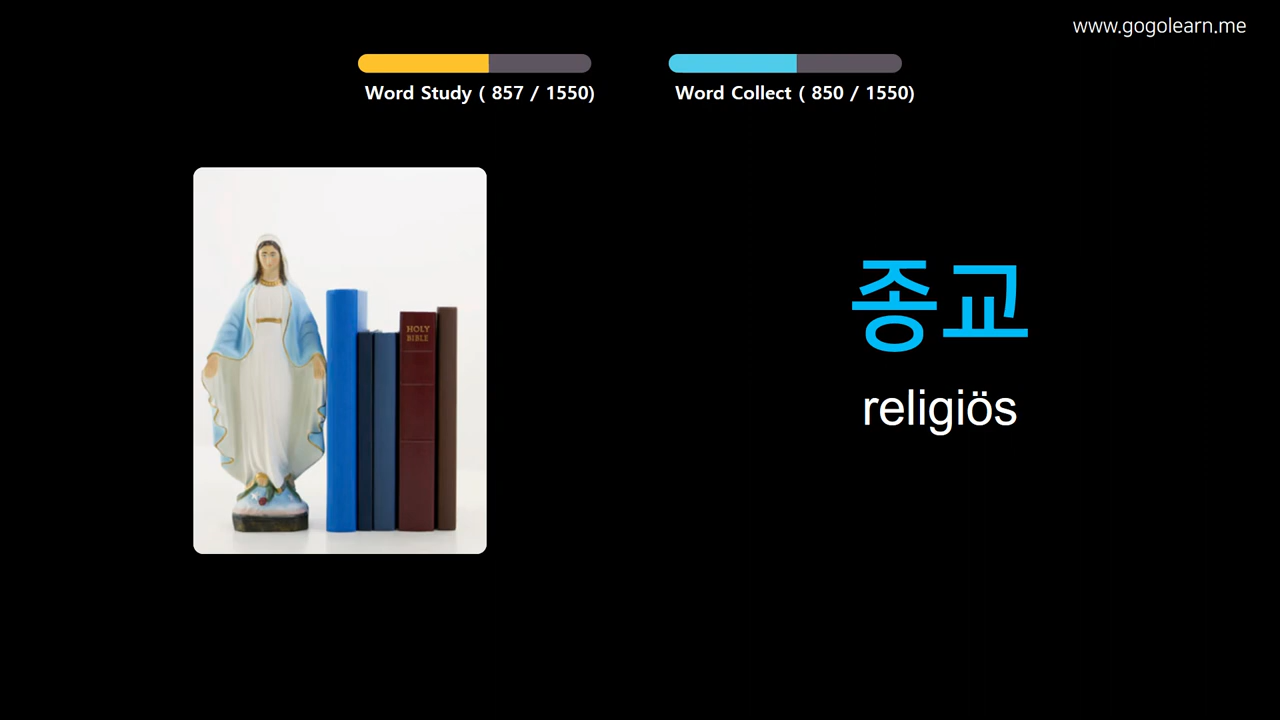 www.gogolearn.me
Word Study ( 857 / 1550)
Word Collect ( 850 / 1550)
HOLY
BIBLE
종교
religiös